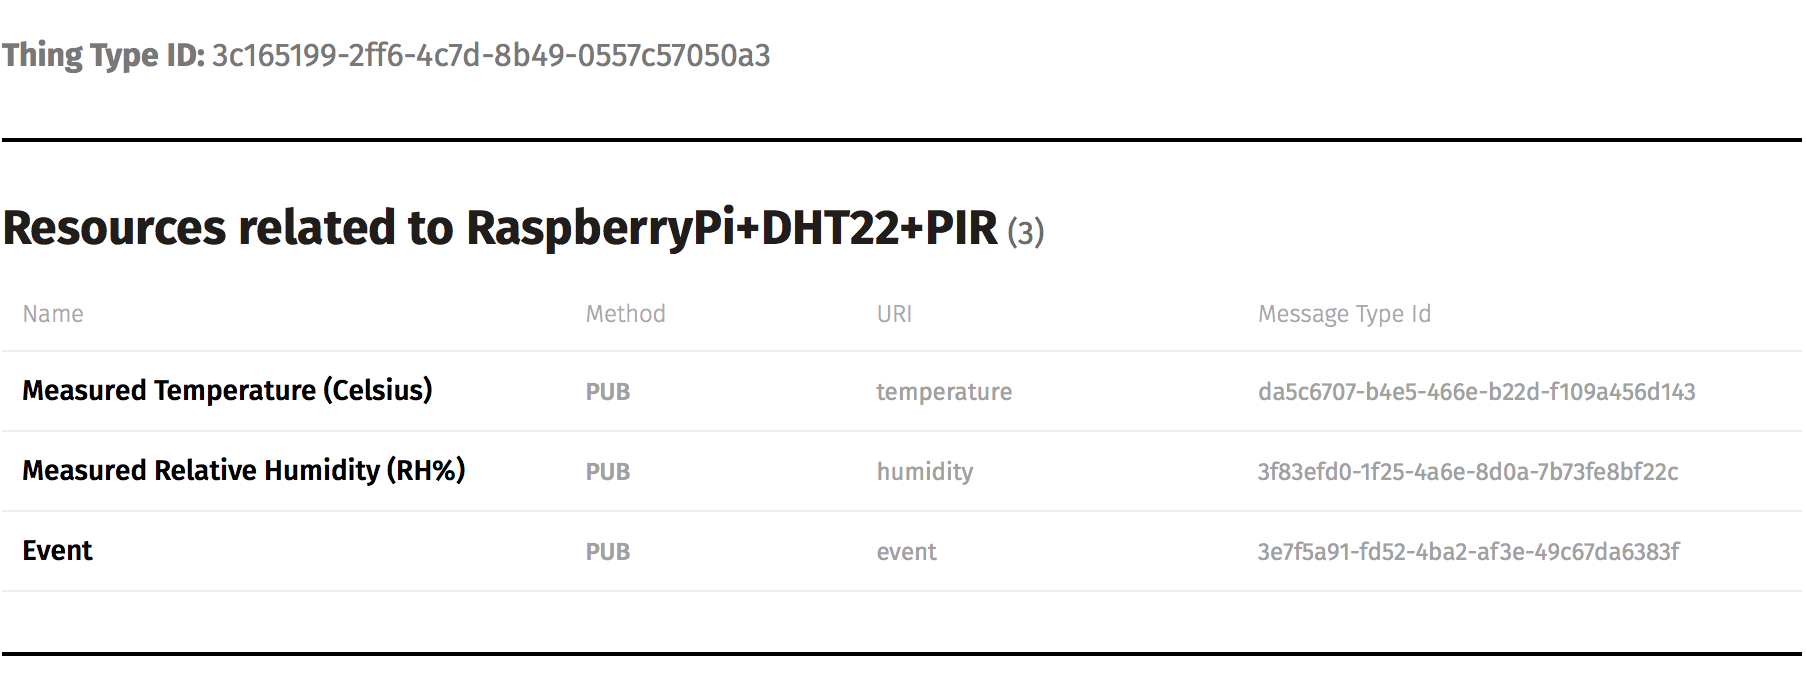 Thing Type ID: 3c165199-2ff6-4c7d-8b49-0557c57050a3
Resources related to RaspberryPi+DHT22+PIR (3)
Name Method URI Message Type Id
Measured Temperature (Celsius) PUB temperature da5c6707-b4e5-466e-b22d-f109a456d143
Measured Relative Humidity (RH%) PUB humidity 3f83efd0-1f25-4a6e-8d0a-7b73fe8bf22c
Event PUB event 3e7f5a91-fd52-4ba2-af3e-49c67da6383f